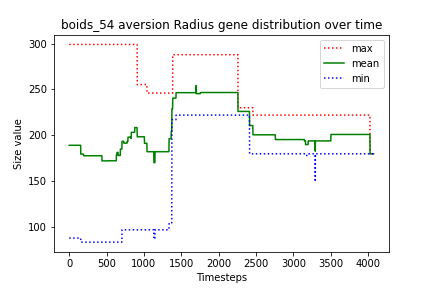 boids_54 aversion Radius gene distribution over time
max
mean
min
Size value
300
250
200
150
100
0
500
1000
1500
2000
2500
3000
3500
4000
Timesteps